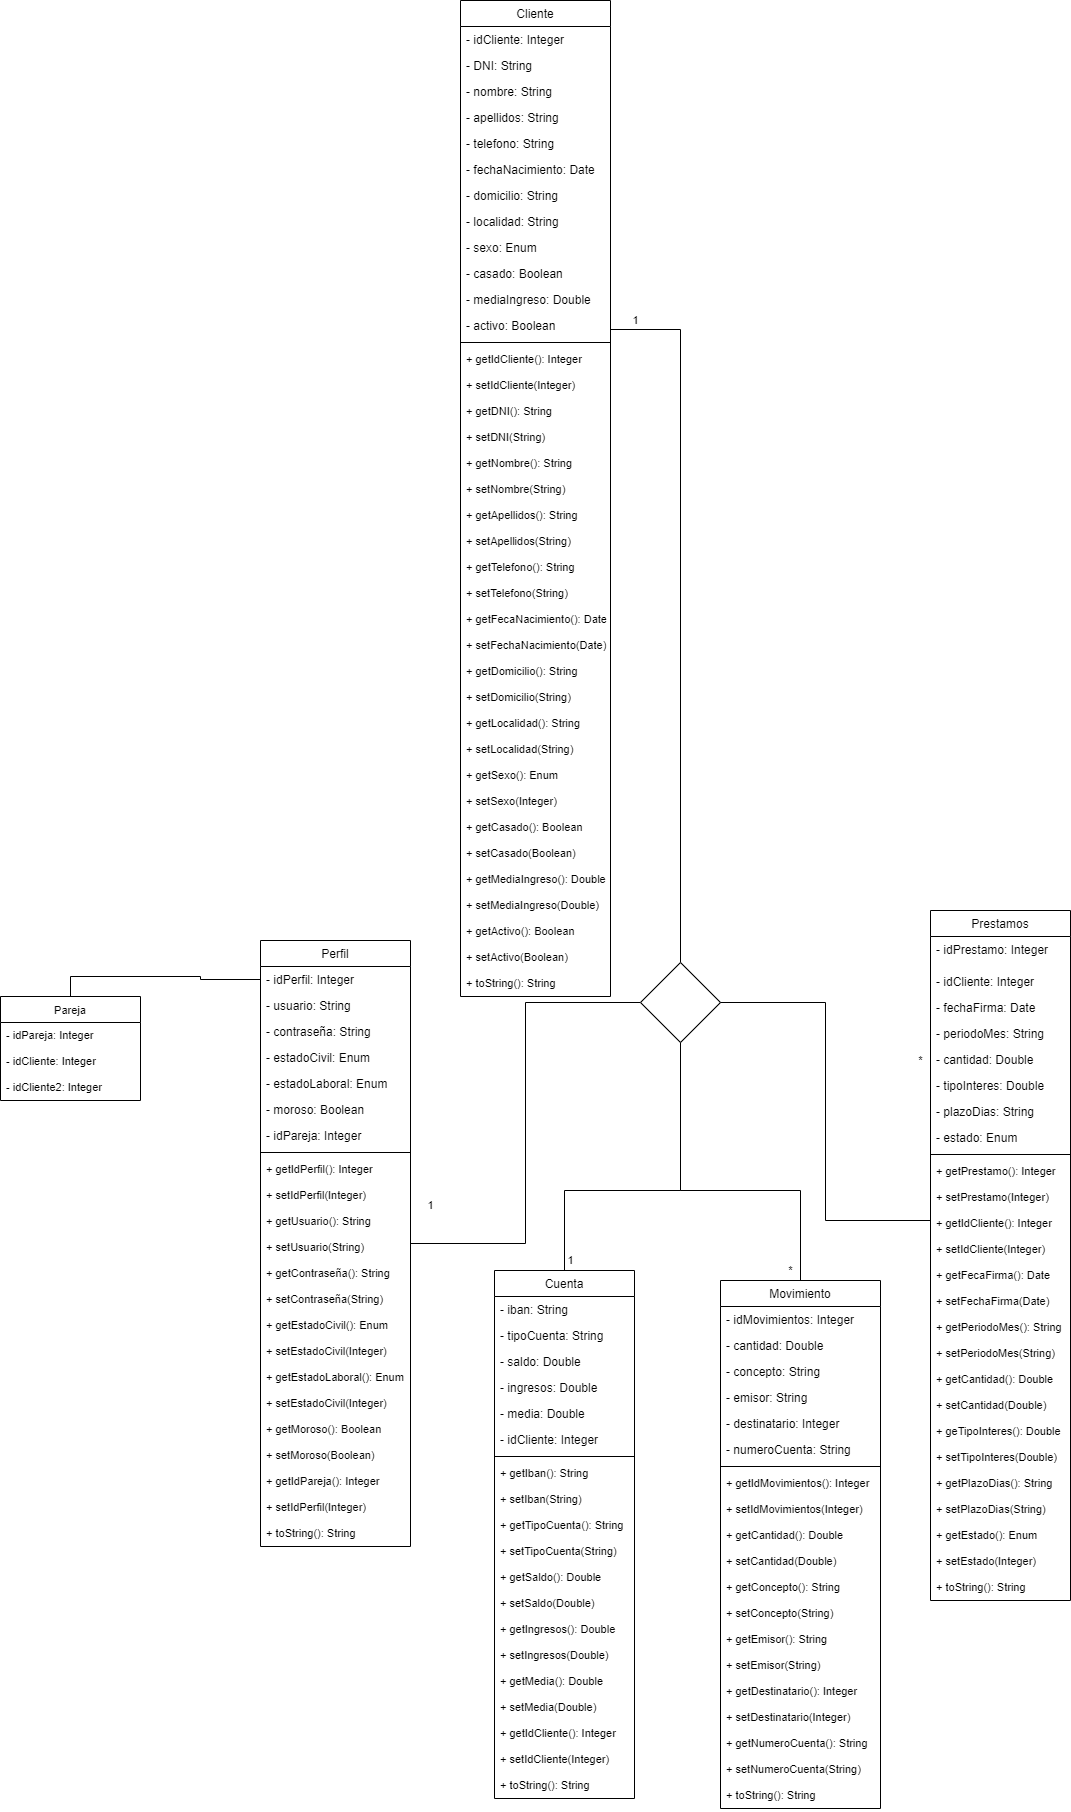 Cliente
- idCliente: Integer
- DNI: String
- nombre: String
- apellidos: String
- telefono: String
- fechaNacimiento: Date
- domicilio: String
- localidad: String
- sexo: Enum
- casado: Boolean
- mediaIngreso: Double
- activo: Boolean
+ getIdCliente(): Integer
+ setIdCliente(Integer)
+ getDNI(): String
+ setDNI(String)
+ getNombre(): String
+ setNombre(String)
+ getApellidos(): String
+ setApellidos(String)
+ getTelefono(): String
+ setTelefono(String)
+ getFecaNacimiento(): Date
+ setFechaNacimiento(Date)
+ getDomicilio(): String
+ setDomicilio(String)
+ getLocalidad(): String
+ setLocalidad(String)
+ getSexo(): Enum
+ setSexo(Integer)
+ getCasado(): Boolean
+ setCasado(Boolean)
+ getMediaIngreso(): Double
+ setMediaIngreso(Double)
+ getActivo(): Boolean
+ setActivo(Boolean)
+ toString(): String
1
Pareja
- idPareja: Integer
- idCliente: Integer
- idCliente2: Integer
Perfil
- idPerfil: Integer
- usuario: String
- contraseña: String
- estadoCivil: Enum
- estadoLaboral: Enum
- moroso: Boolean
- idPareja: Integer
+ getIdPerfil(): Integer
+ setIdPerfil(Integer)
+ getUsuario(): String
+ setUsuario(String)
+ getContraseña(): String
+ setContraseña(String)
+ getEstadoCivil(): Enum
+ setEstadoCivil(Integer)
+ getEstadoLaboral(): Enum
+ setEstadoCivil(Integer)
+ getMoroso(): Boolean
+ setMoroso(Boolean)
+ getIdPareja(): Integer
+ setIdPerfil(Integer)
+ toString(): String
1
1
Cuenta
- iban: String
- tipoCuenta: String
- saldo: Double
- ingresos: Double
- media: Double
- idCliente: Integer
+ getIban(): String
+ setIban(String)
+ getTipoCuenta(): String
+ setTipoCuenta(String)
+ getSaldo(): Double
+ setSaldo(Double)
+ getIngresos(): Double
+ setIngresos(Double)
+ getMedia(): Double
+ setMedia(Double)
+ getIdCliente(): Integer
+ setIdCliente(Integer)
+ toString(): String
*
Movimiento
- idMovimientos: Integer
- cantidad: Double
- concepto: String
- emisor: String
- destinatario: Integer
- numeroCuenta: String
+ getIdMovimientos(): Integer
+ setIdMovimientos(Integer)
+ getCantidad(): Double
+ setCantidad(Double)
+ getConcepto(): String
+ setConcepto(String)
+ getEmisor(): String
+ setEmisor(String)
+ getDestinatario(): Integer
+ setDestinatario(Integer)
+ getNumeroCuenta(): String
+ setNumeroCuenta(String)
+ toString(): String
*
Prestamos
- idPrestamo: Integer
- idCliente: Integer
- fechaFirma: Date
- periodoMes: String
- cantidad: Double
- tipoInteres: Double
- plazoDias: String
- estado: Enum
+ getPrestamo(): Integer
+ setPrestamo(Integer)
+ getIdCliente(): Integer
+ setIdCliente(Integer)
+ getFecaFirma(): Date
+ setFechaFirma(Date)
+ getPeriodoMes(): String
+ setPeriodoMes(String)
+ getCantidad(): Double
+ setCantidad(Double)
+ geTipoInteres(): Double
+ setTipoInteres(Double)
+ getPlazoDias(): String
+ setPlazoDias(String)
+ getEstado(): Enum
+ setEstado(Integer)
+ toString(): String